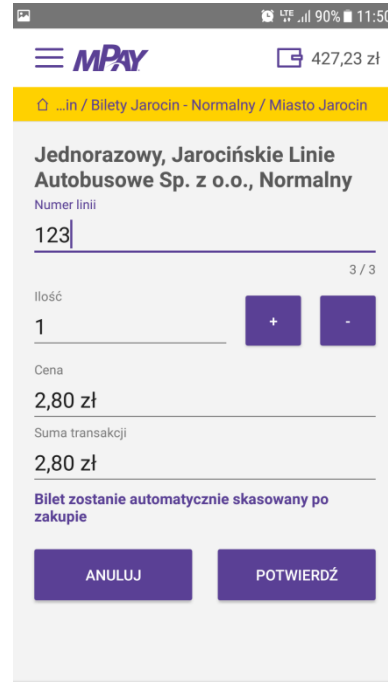 LTE 90% 11:50
mPAY 427,23 zł
...in / Bilety Jarocin - Normalny / Miasto Jarocin
Jednorazowy, Jarocińskie Linie
Autobusowe Sp. z o.o., Normalny
Numer linii
123
3 / 3
Ilość
1 + -
Cena
2,80 zł
Suma transakcji
2,80 zł
Bilet zostanie automatycznie skasowany po
zakupie
ANULUJ POTWIERDŹ